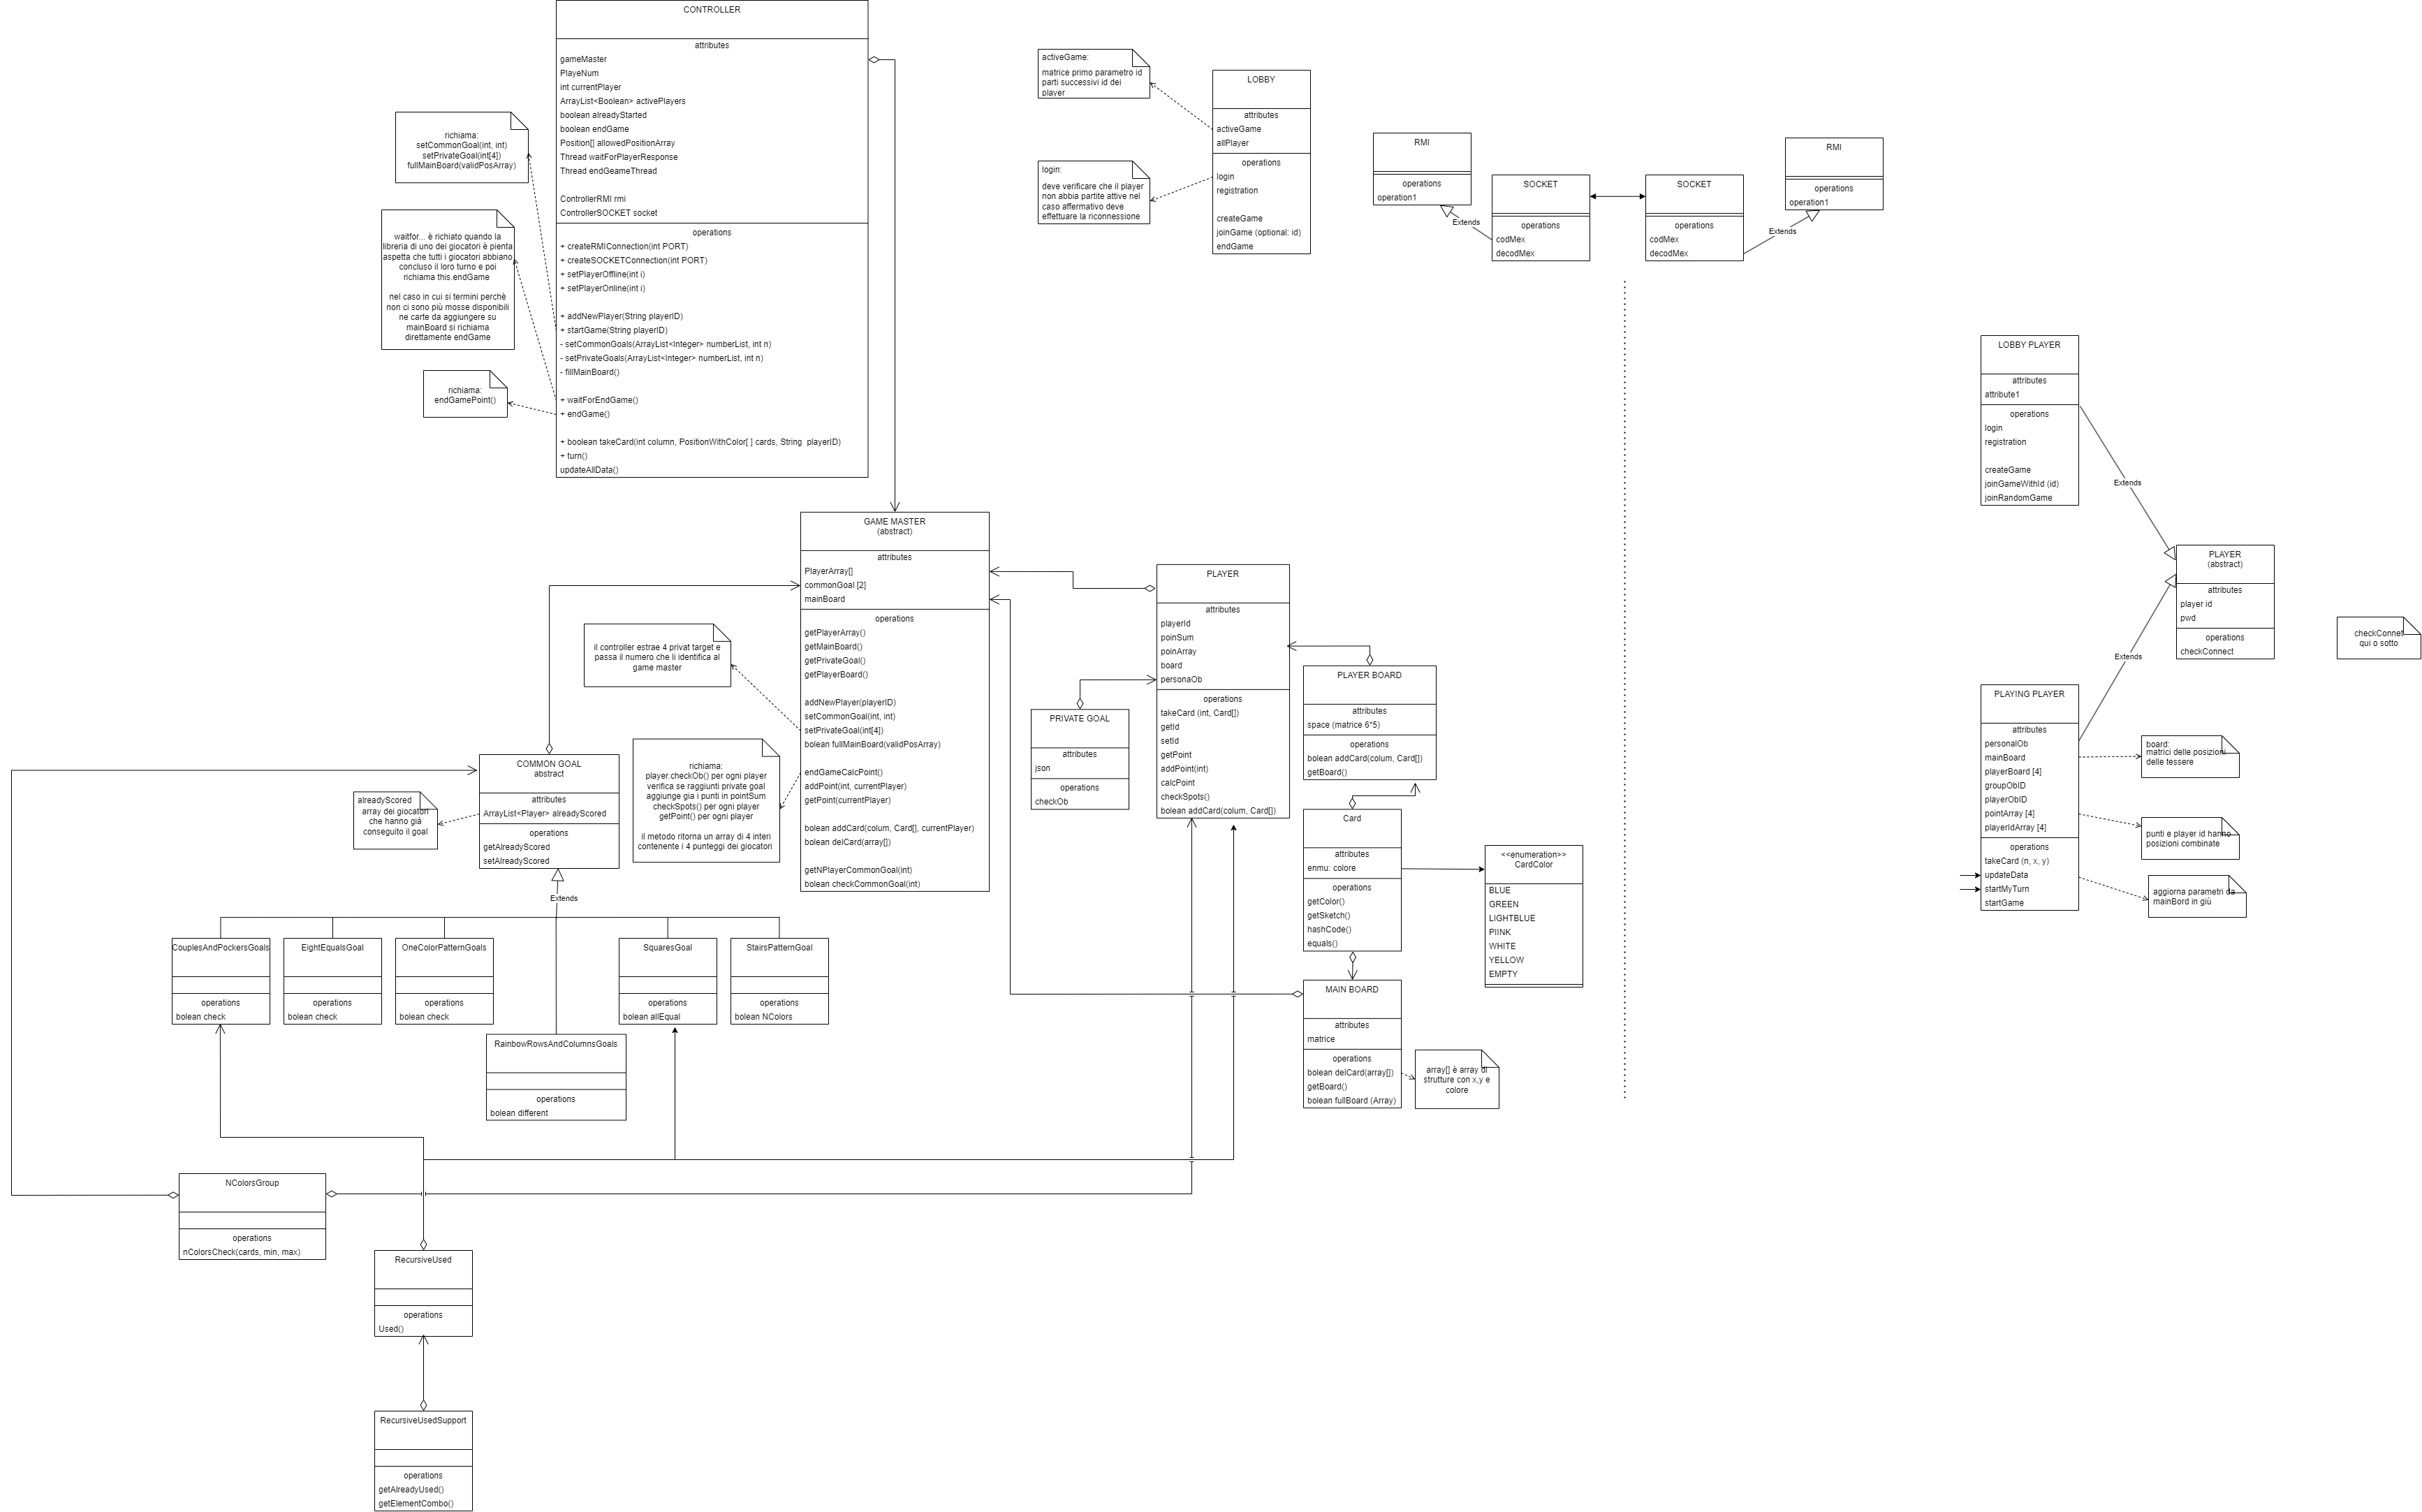 CONTROLLER
attributes
gameMaster
PlayeNum
int currentPlayer
ArrayList<Boolean> activePlayers
boolean alreadyStarted
boolean endGame
Position[] allowedPositionArray
Thread waitForPlayerResponse
Thread endGeameThread
ControllerRMI rmi
ControllerSOCKET socket
operations
+ createRMIConnection(int PORT)
+ createSOCKETConnection(int PORT)
+ setPlayerOffline(int i)
+ setPlayerOnline(int i)
+ addNewPlayer(String playerID)
+ startGame(String playerID)
- setCommonGoals(ArrayList<Integer> numberList, int n)
- setPrivateGoals(ArrayList<Integer> numberList, int n)
- fillMainBoard()
+ waitForEndGame()
+ endGame()
+ boolean takeCard(int column, PositionWithColor[ ] cards, String  playerID)
+ turn()
updateAllData()
richiama:
setCommonGoal(int, int)
setPrivateGoal(int[4])
fullMainBoard(validPosArray)
waitfor... è richiato quando la
libreria di uno dei giocatori è pienta
aspetta che tutti i giocatori abbiano
concluso il loro turno e poi
richiama this.endGame
nel caso in cui si termini perchè
non ci sono più mosse disponibili
ne carte da aggiungere su
mainBoard si richiama
direttamente endGame
richiama:
endGamePoint()
activeGame:
matrice primo parametro id
parti successivi id dei
player
login:
deve verificare che il player
non abbia partite attive nel
caso affermativo deve
effettuare la riconnessione
LOBBY
attributes
activeGame
allPlayer
operations
login
registration
createGame
joinGame (optional: id)
endGame
RMI
operations
operation1
Extends
SOCKET
operations
codMex
decodMex
SOCKET
operations
codMex
decodMex
Extends
RMI
operations
operation1
LOBBY PLAYER
attributes
attribute1
operations
login
registration
createGame
joinGameWithId (id)
joinRandomGame
Extends
PLAYER
(abstract)
attributes
player id
pwd
operations
checkConnect
checkConnet
qui o sotto
Extends
PLAYING PLAYER
attributes
personalOb
mainBoard
playerBoard [4]
groupObID
playerObID
pointArray [4]
playerIdArray [4]
operations
takeCard (n, x, y)
updateData
startMyTurn
startGame
board:
matrici delle posizioni
delle tessere
punti e player id hanno
posizioni combinate
aggiorna parametri da
mainBord in giù
GAME MASTER
(abstract)
attributes
PlayerArray[]
commonGoal [2]
mainBoard
operations
getPlayerArray()
getMainBoard()
getPrivateGoal()
getPlayerBoard()
addNewPlayer(playerID)
setCommonGoal(int, int)
setPrivateGoal(int[4])
bolean fullMainBoard(validPosArray)
endGameCalcPoint()
addPoint(int, currentPlayer)
getPoint(currentPlayer)
bolean addCard(colum, Card[], currentPlayer)
bolean delCard(array[])
getNPlayerCommonGoal(int)
bolean checkCommonGoal(int)
il controller estrae 4 privat target e
passa il numero che li identifica al
game master
richiama:
player.checkOb() per ogni player
verifica se raggiunti private goal
aggiunge gia i punti in pointSum
checkSpots() per ogni player
getPoint() per ogni player
il metodo ritorna un array di 4 interi
contenente i 4 punteggi dei giocatori
PLAYER
attributes
playerId
poinSum
poinArray
board
personaOb
operations
takeCard (int, Card[])
getId
setId
getPoint
addPoint(int)
calcPoint
checkSpots()
bolean addCard(colum, Card[])
PRIVATE GOAL
attributes
json
operations
checkOb
PLAYER BOARD
attributes
space (matrice 6*5)
operations
bolean addCard(colum, Card[])
getBoard()
Card
attributes
enmu: colore
operations
getColor()
getSketch()
hashCode()
equals()
<<enumeration>>
CardColor
BLUE
GREEN
LIGHTBLUE
PIINK
WHITE
YELLOW
EMPTY
MAIN BOARD
attributes
matrice
operations
bolean delCard(array[])
getBoard()
bolean fullBoard (Array)
array[] è array di
strutture con x,y e
colore
COMMON GOAL
abstract
attributes
ArrayList<Player> alreadyScored
operations
getAlreadyScored
setAlreadyScored
alreadyScored
array dei giocatori
che hanno già
conseguito il goal
Extends
CouplesAndPockersGoals
operations
bolean check
EightEqualsGoal
operations
bolean check
OneColorPatternGoals
operations
bolean check
SquaresGoal
operations
bolean allEqual
StairsPatternGoal
operations
bolean NColors
RainbowRowsAndColumnsGoals
operations
bolean different
NColorsGroup
operations
nColorsCheck(cards, min, max)
RecursiveUsed
operations
Used()
RecursiveUsedSupport
operations
getAlreadyUsed()
getElementCombo()